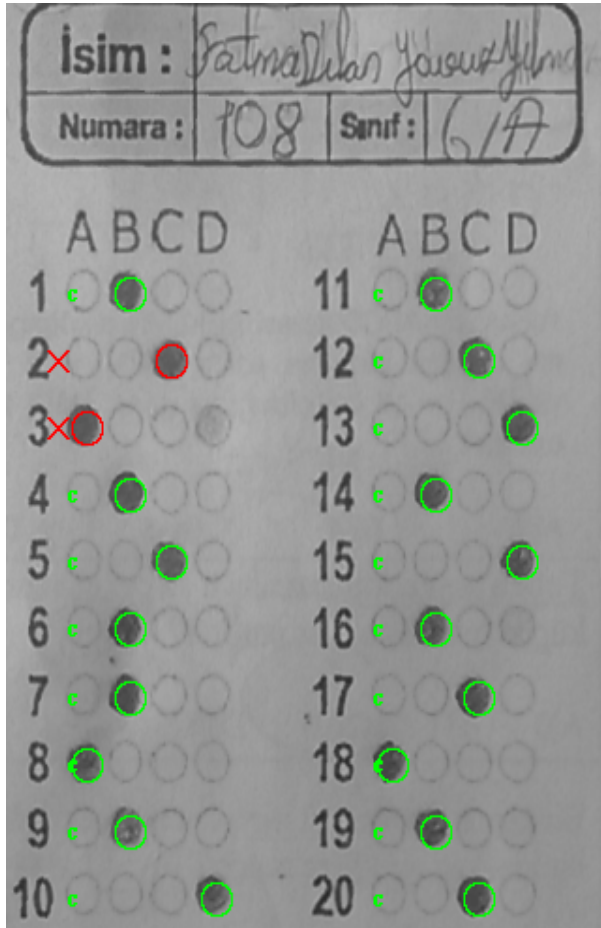 İsim : Fatma Dilan Yavuz Yılmaz
Numara : 108 Sınıf : 6/A
A B C D A B C D
1 c 11 c
2 × 12 c
3 × 13 c
4 c 14 c
5 c 15 c
6 c 16 c
7 c 17 c
8 c 18 c
9 c 19 c
10 c 20 c